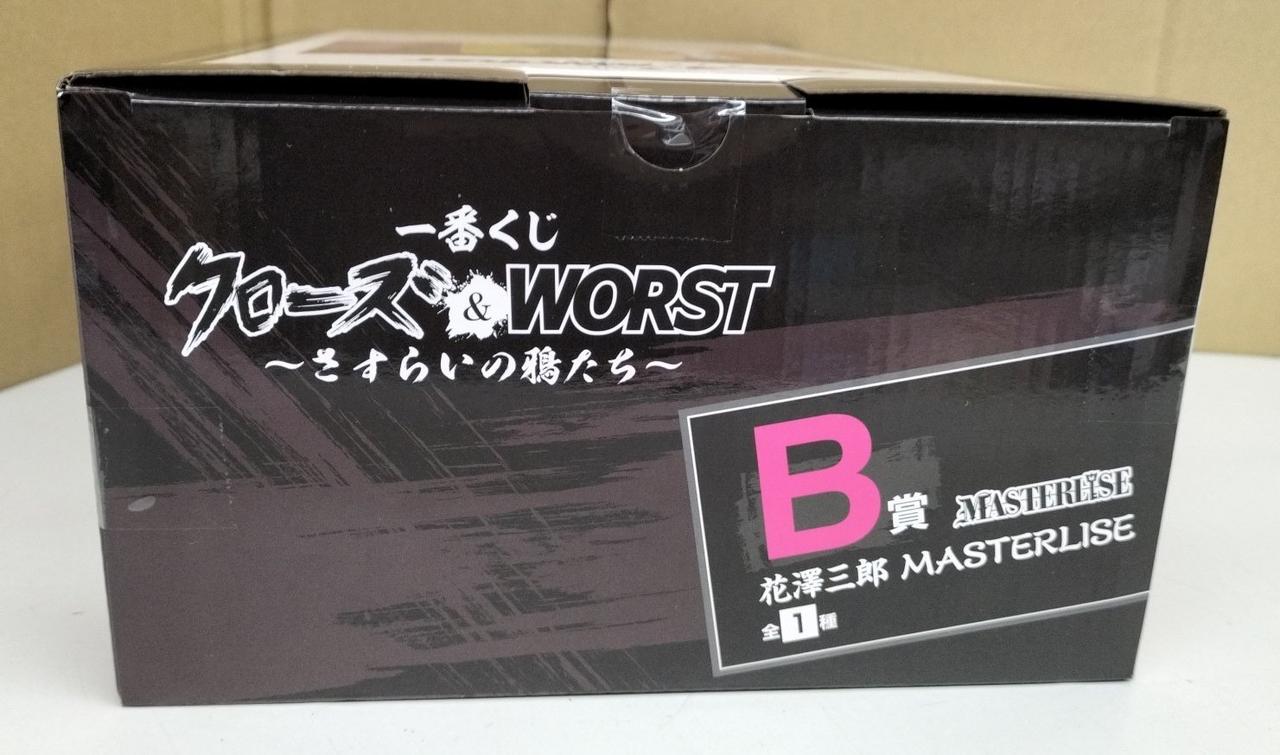 一番くじ
クローズ&WORST
～さすらいの鴉たち～
B賞 MASTERLISE
花澤三郎 MASTERLISE
全1種